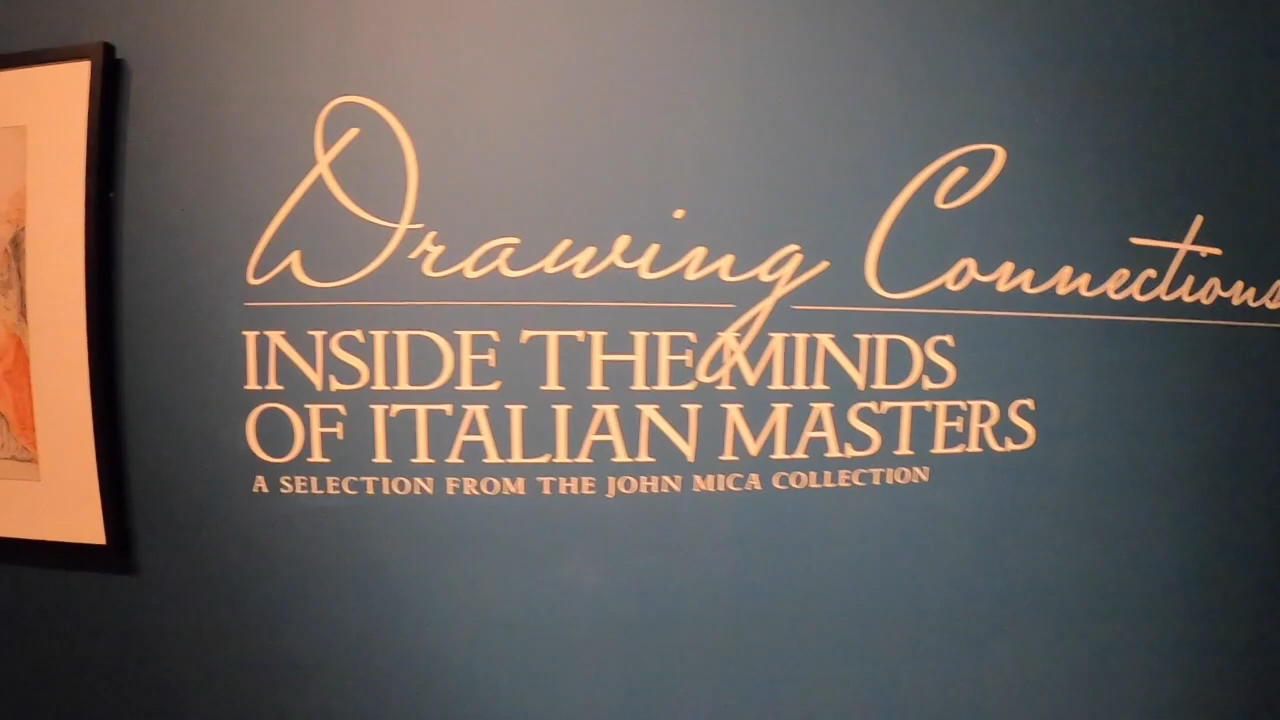 Drawing Connections
INSIDE THE MINDS
OF ITALIAN MASTERS
A SELECTION FROM THE JOHN MICA COLLECTION